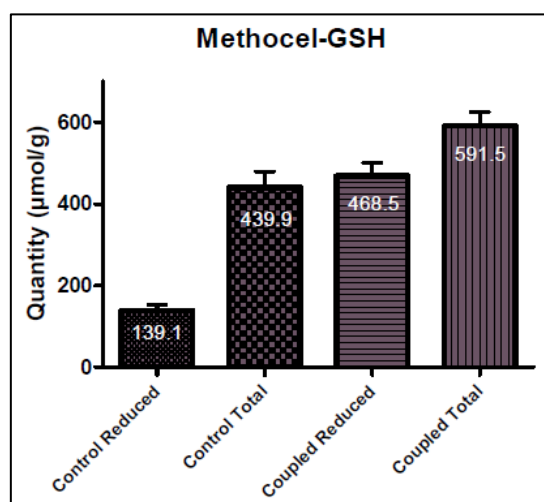 Methocel-GSH
Quantity (µmol/g)
600
400
200
0
139.1
439.9
468.5
591.5
Control Reduced
Control Total
Coupled Reduced
Coupled Total